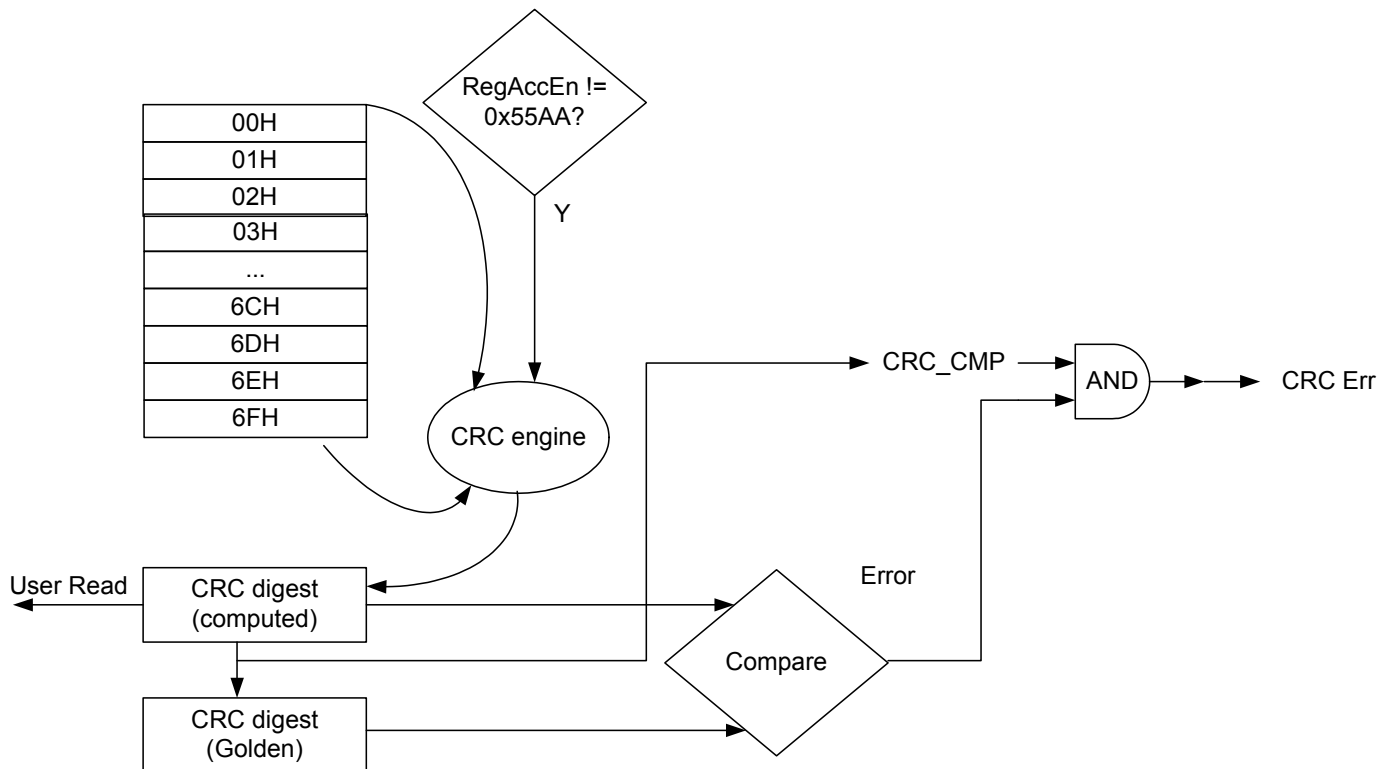 RegAccEn !=
0x55AA?
Y
00H
01H
02H
03H
...
6CH
6DH
6EH
6FH
CRC engine
CRC_CMP
AND
CRC Err
User Read
CRC digest
(computed)
Error
Compare
CRC digest
(Golden)